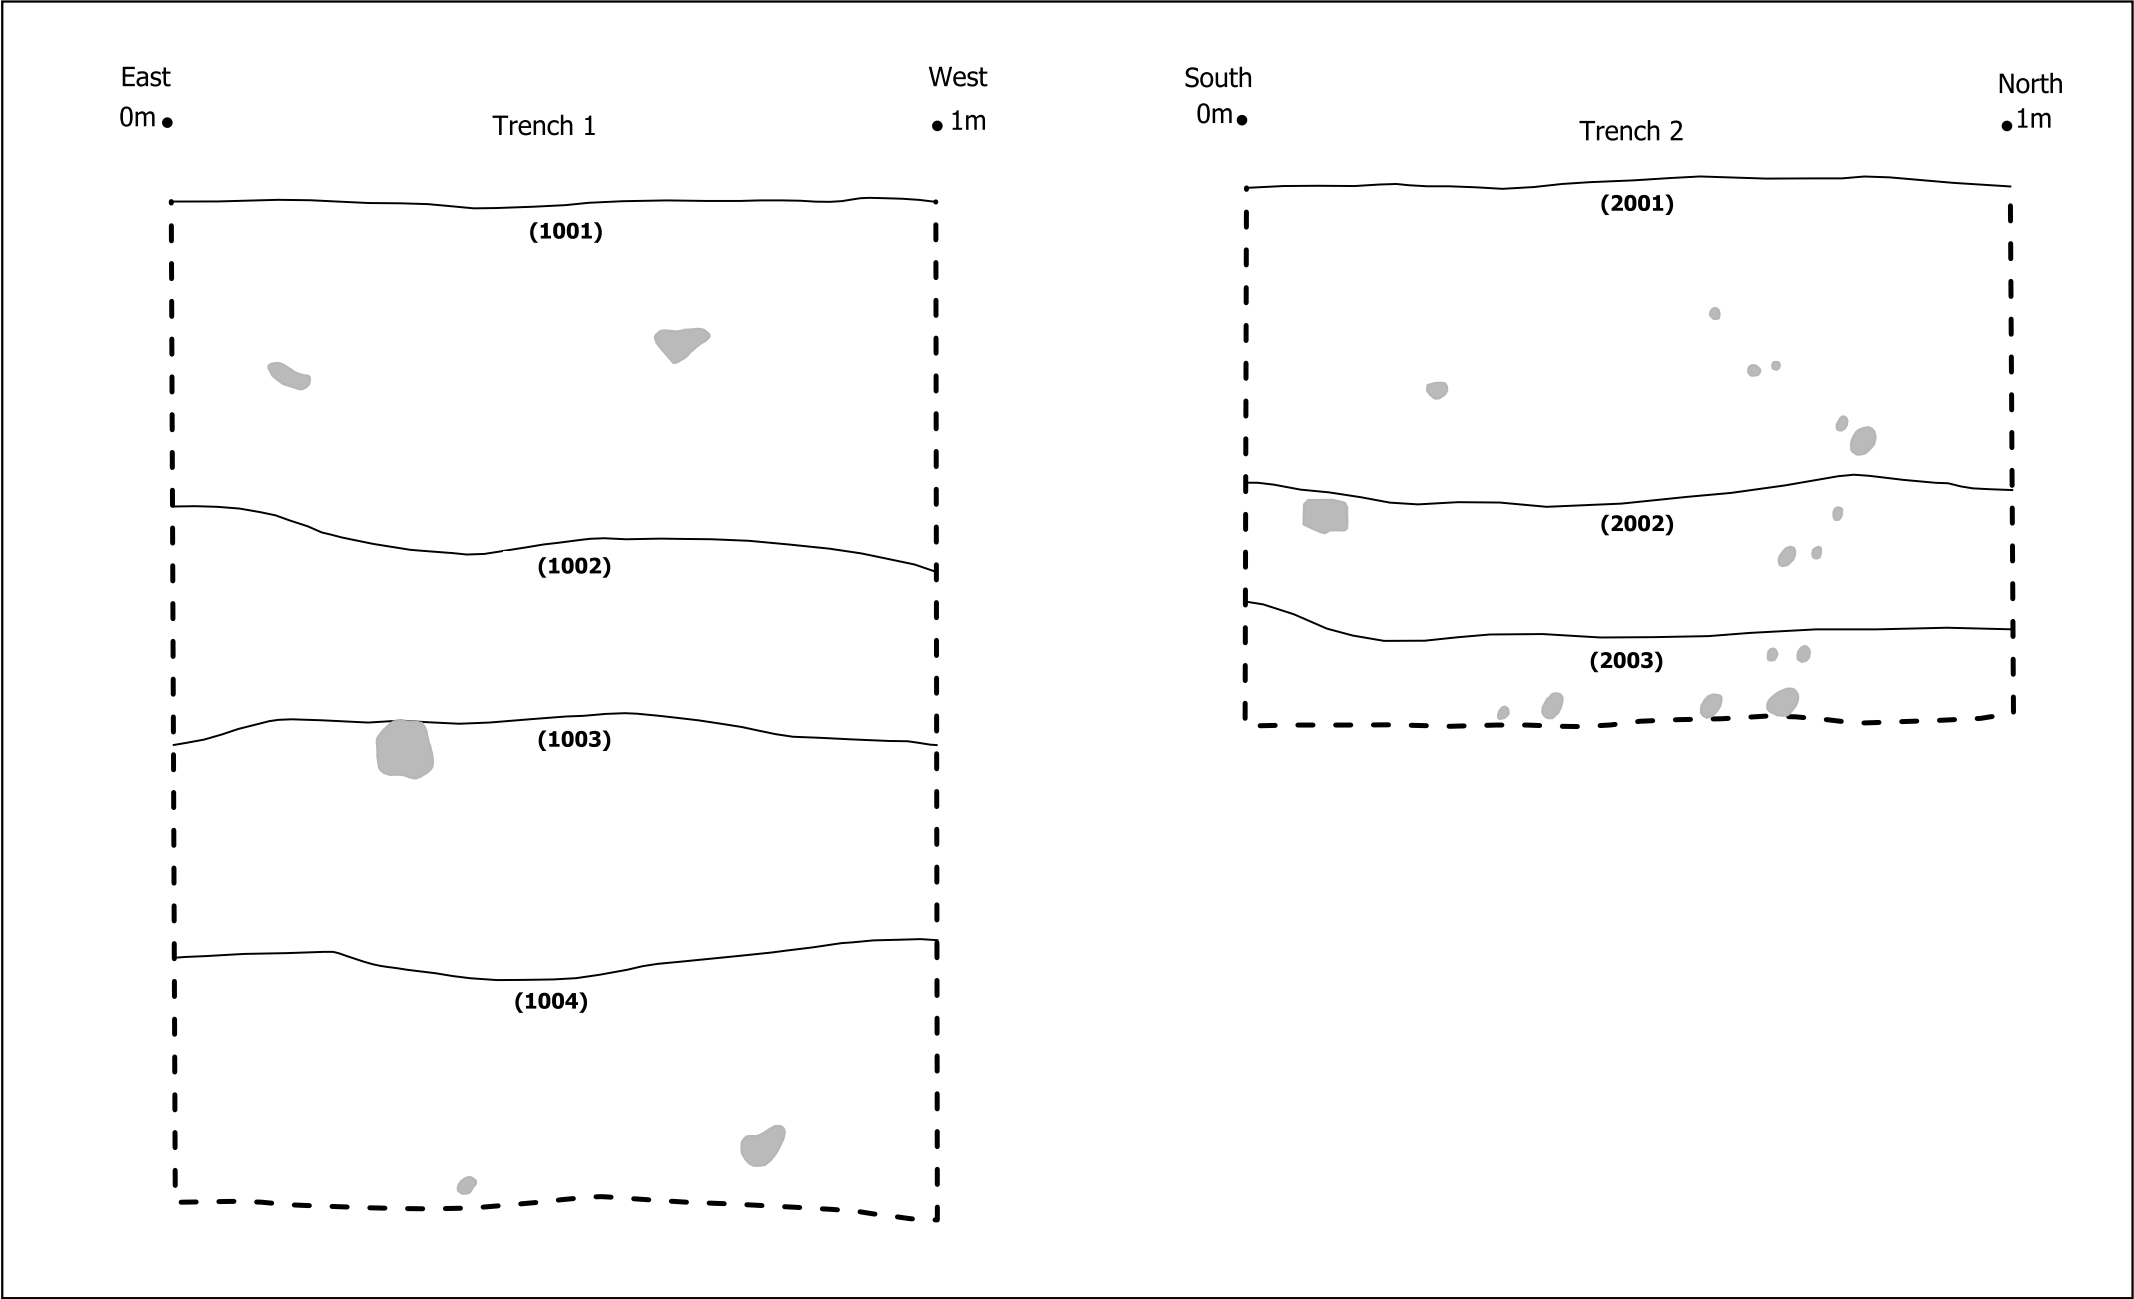 East
West
0m
1m
Trench 1
(1001)
(1002)
(1003)
(1004)
South
North
0m
1m
Trench 2
(2001)
(2002)
(2003)